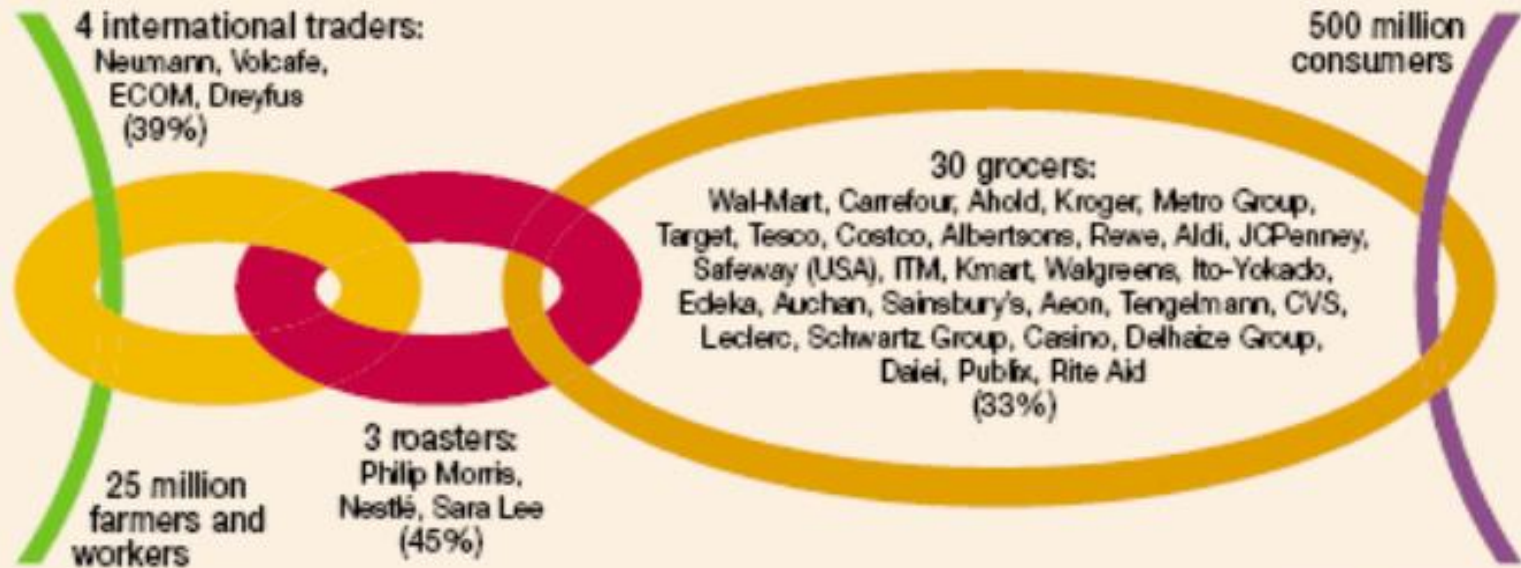 4 international traders:
Neumann, Volcafe,
ECOM, Dreyfus
(39%)
500 million
consumers
30 grocers:
Wal-Mart, Carrefour, Ahold, Kroger, Metro Group,
Target, Tesco, Costco, Albertsons, Rewe, Aldi, JCPenney,
Safeway (USA), ITM, Kmart, Walgreens, Ito-Yokado,
Edeka, Auchan, Sainsbury's, Aeon, Tengelmann, CVS,
Leclerc, Schwartz Group, Casino, Delhaize Group,
Daiei, Publix, Rite Aid
(33%)
3 roasters:
Philip Morris,
Nestlé, Sara Lee
(45%)
25 million
farmers and
workers